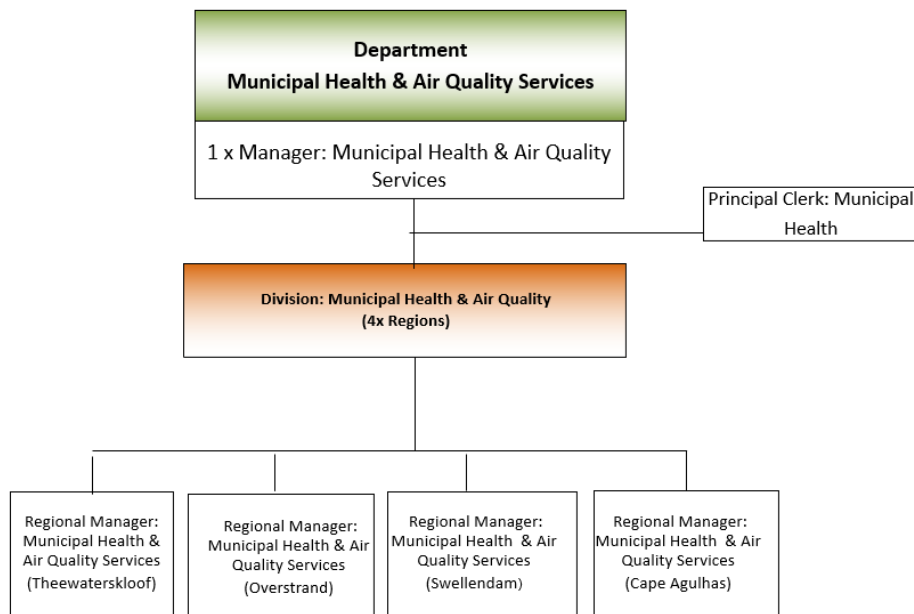 Department
Municipal Health & Air Quality Services
1 x Manager: Municipal Health & Air Quality
Services
Principal Clerk: Municipal
Health
Division: Municipal Health & Air Quality
(4x Regions)
Regional Manager:
Municipal Health &
Air Quality Services
(Theewaterskloof)
Regional Manager:
Municipal Health & Air
Quality Services
(Overstrand)
Regional Manager:
Municipal Health & Air
Quality Services
(Swellendam)
Regional Manager:
Municipal Health & Air
Quality Services
(Cape Agulhas)